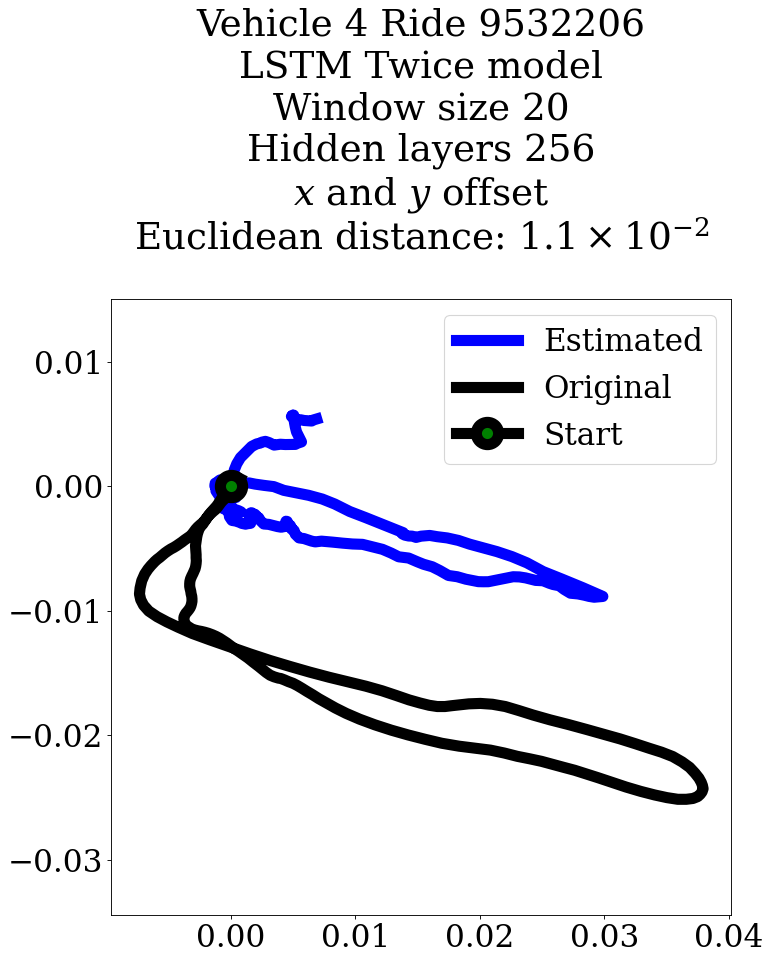 Vehicle 4 Ride 9532206
LSTM Twice model
Window size 20
Hidden layers 256
x and y offset
Euclidean distance: 1.1 × 10⁻²
Estimated
Original
Start
0.01
0.00
−0.01
−0.02
−0.03
0.00 0.01 0.02 0.03 0.04